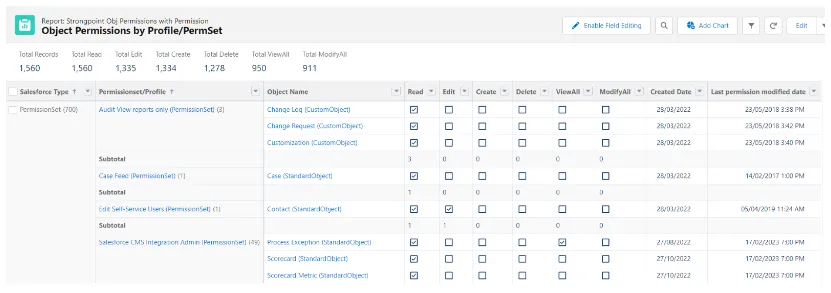 Report: Strongpoint Obj Permissions with Permission
Object Permissions by Profile/PermSet
Enable Field Editing
Add Chart
Edit
Total Records Total Read Total Edit Total Create Total Delete Total ViewAll Total ModifyAll
1,560 1,560 1,335 1,334 1,278 950 911
Salesforce Type ↑ Permissionset/Profile ↑ Object Name Read Edit Create Delete ViewAll ModifyAll Created Date Last permission modified date
PermissionSet (700) Audit View reports only (PermissionSet) (3) Change Log (CustomObject) 28/03/2022 23/05/2018 3:38 PM
Change Request (CustomObject) 28/03/2022 23/05/2018 3:42 PM
Customization (CustomObject) 28/03/2022 23/05/2018 3:40 PM
Subtotal 3 0 0 0 0 0
Case Feed (PermissionSet) (1) Case (StandardObject) 28/03/2022 14/02/2017 1:00 PM
Subtotal 1 0 0 0 0 0
Edit Self-Service Users (PermissionSet) (1) Contact (StandardObject) 28/03/2022 05/04/2019 11:24 AM
Subtotal 1 1 0 0 0 0
Salesforce CMS Integration Admin (PermissionSet) (49) Process Exception (StandardObject) 27/08/2022 17/02/2023 7:00 PM
Scorecard (StandardObject) 27/10/2022 17/02/2023 7:00 PM
Scorecard Metric (StandardObject) 27/10/2022 17/02/2023 7:00 PM